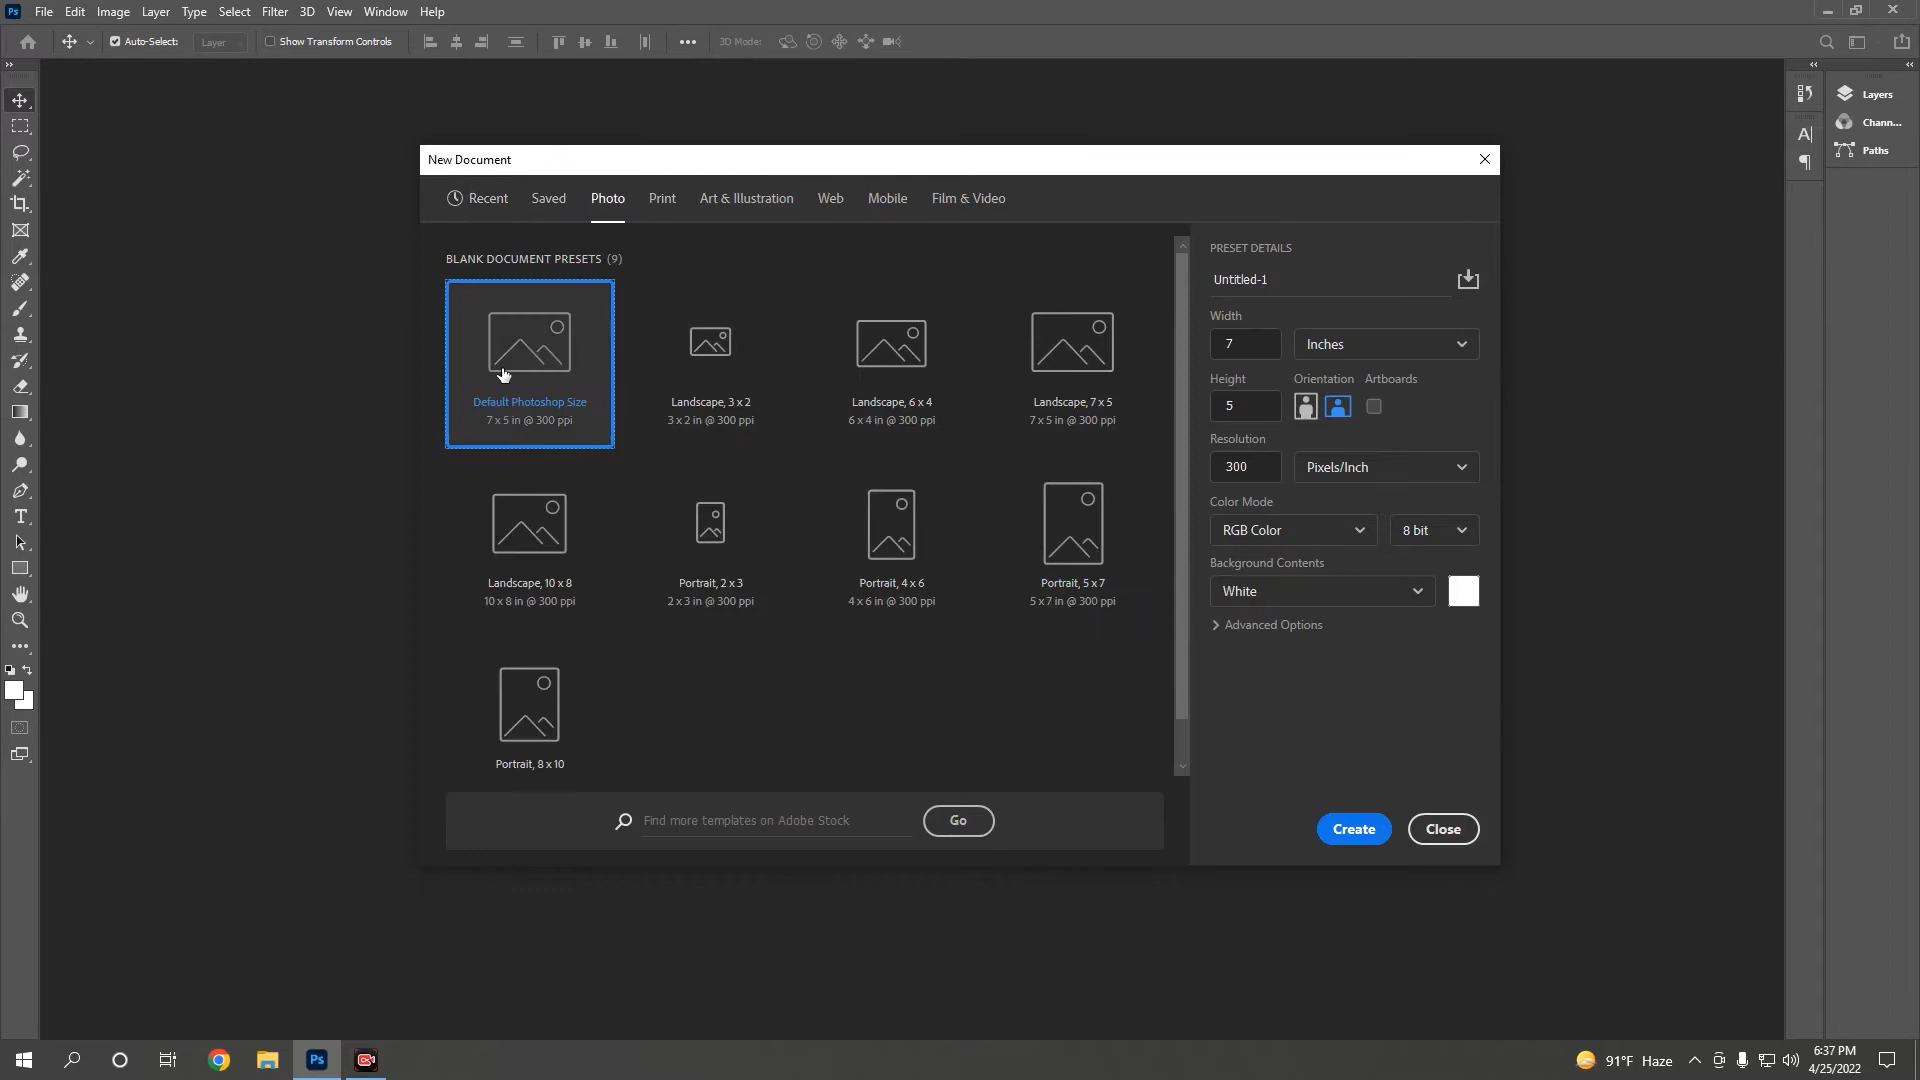 Ps File Edit Image Layer Type Select Filter 3D View Window Help
Auto-Select: Layer Show Transform Controls 3D Mode:
Layers
Chann...
Paths
New Document
Recent Saved Photo Print Art & Illustration Web Mobile Film & Video
BLANK DOCUMENT PRESETS (9)
Default Photoshop Size
7 x 5 in @ 300 ppi
Landscape, 3 x 2
3 x 2 in @ 300 ppi
Landscape, 6 x 4
6 x 4 in @ 300 ppi
Landscape, 7 x 5
7 x 5 in @ 300 ppi
Landscape, 10 x 8
10 x 8 in @ 300 ppi
Portrait, 2 x 3
2 x 3 in @ 300 ppi
Portrait, 4 x 6
4 x 6 in @ 300 ppi
Portrait, 5 x 7
5 x 7 in @ 300 ppi
Portrait, 8 x 10
Find more templates on Adobe Stock Go
PRESET DETAILS
Untitled-1
Width
7 Inches
Height Orientation Artboards
5
Resolution
300 Pixels/Inch
Color Mode
RGB Color 8 bit
Background Contents
White
Advanced Options
Create Close
Ps
91°F Haze
6:37 PM
4/25/2022